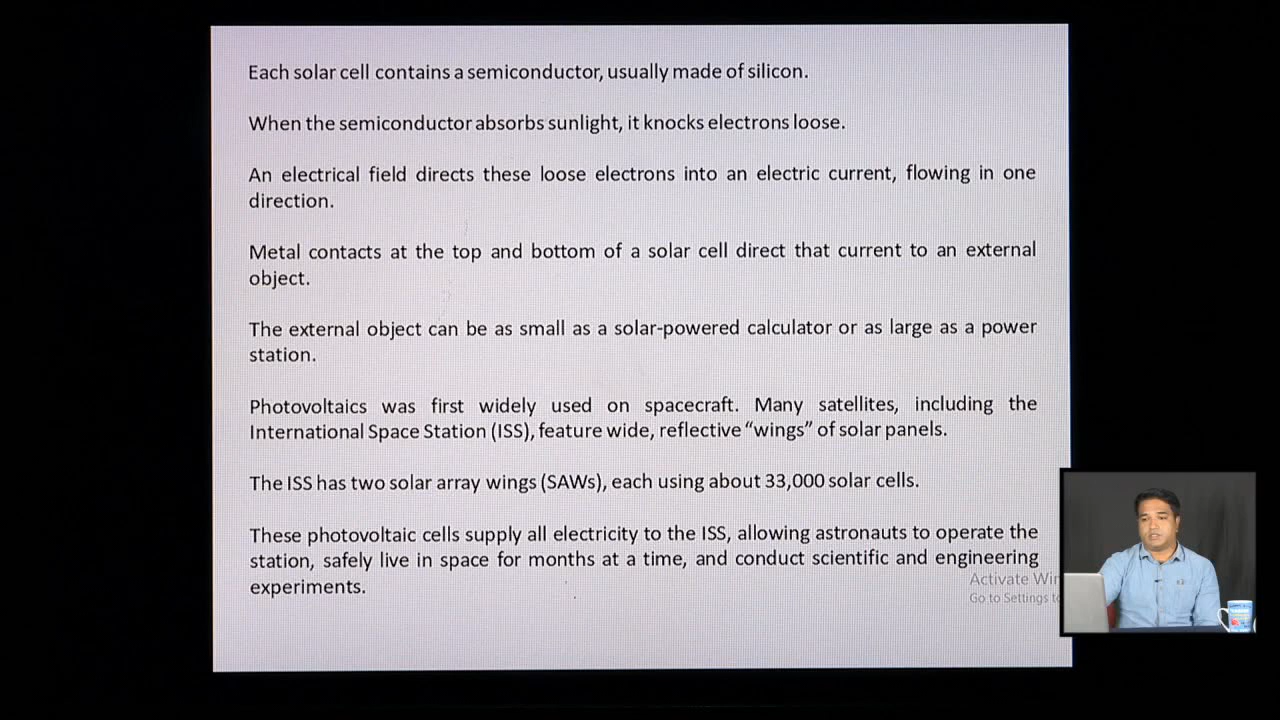 Each solar cell contains a semiconductor, usually made of silicon.
When the semiconductor absorbs sunlight, it knocks electrons loose.
An electrical field directs these loose electrons into an electric current, flowing in one
direction.
Metal contacts at the top and bottom of a solar cell direct that current to an external
object.
The external object can be as small as a solar-powered calculator or as large as a power
station.
Photovoltaics was first widely used on spacecraft. Many satellites, including the
International Space Station (ISS), feature wide, reflective “wings” of solar panels.
The ISS has two solar array wings (SAWs), each using about 33,000 solar cells.
These photovoltaic cells supply all electricity to the ISS, allowing astronauts to operate the
station, safely live in space for months at a time, and conduct scientific and engineering
experiments.
Activate Win
Go to Settings to